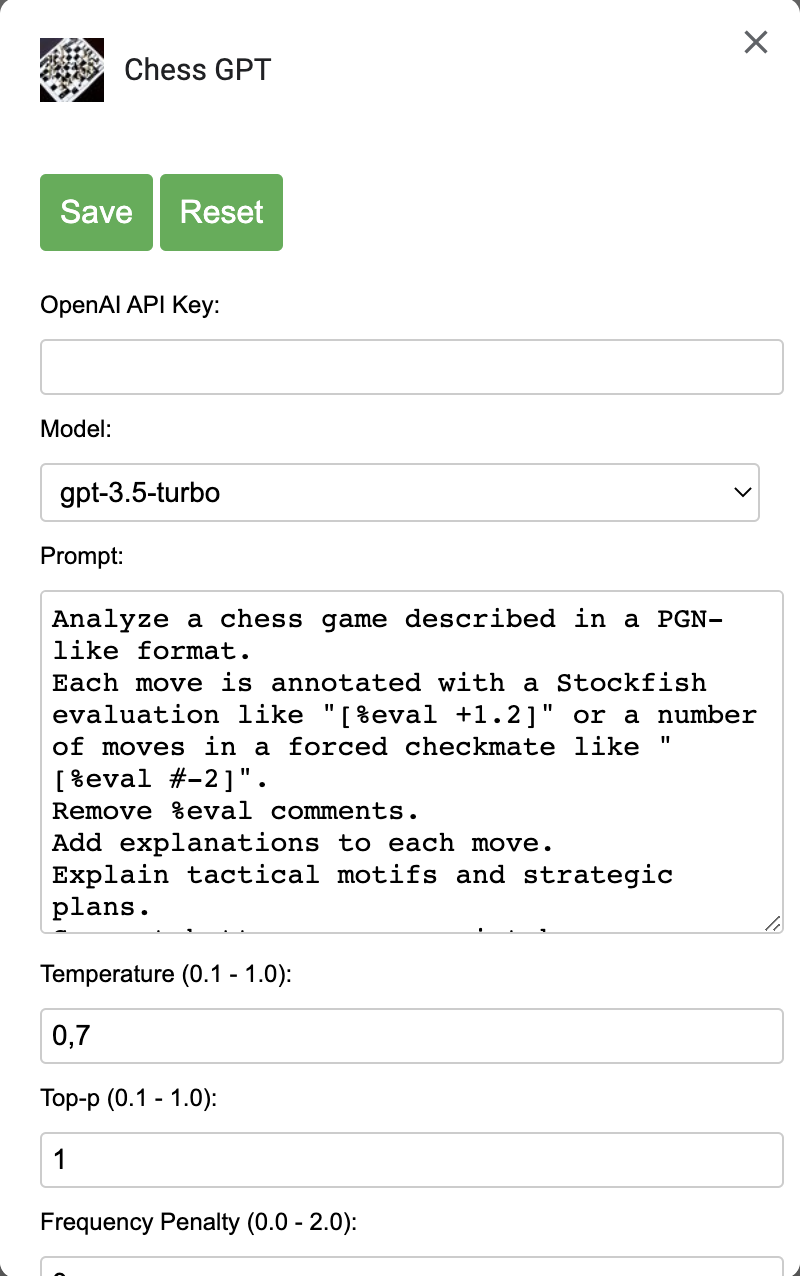 Chess GPT
Save Reset
OpenAI API Key:
Model:
gpt-3.5-turbo
Prompt:
Analyze a chess game described in a PGN-
like format.
Each move is annotated with a Stockfish
evaluation like "[%eval +1.2]" or a number
of moves in a forced checkmate like "
[%eval #-2]".
Remove %eval comments.
Add explanations to each move.
Explain tactical motifs and strategic
plans.
Temperature (0.1 - 1.0):
0,7
Top-p (0.1 - 1.0):
1
Frequency Penalty (0.0 - 2.0):